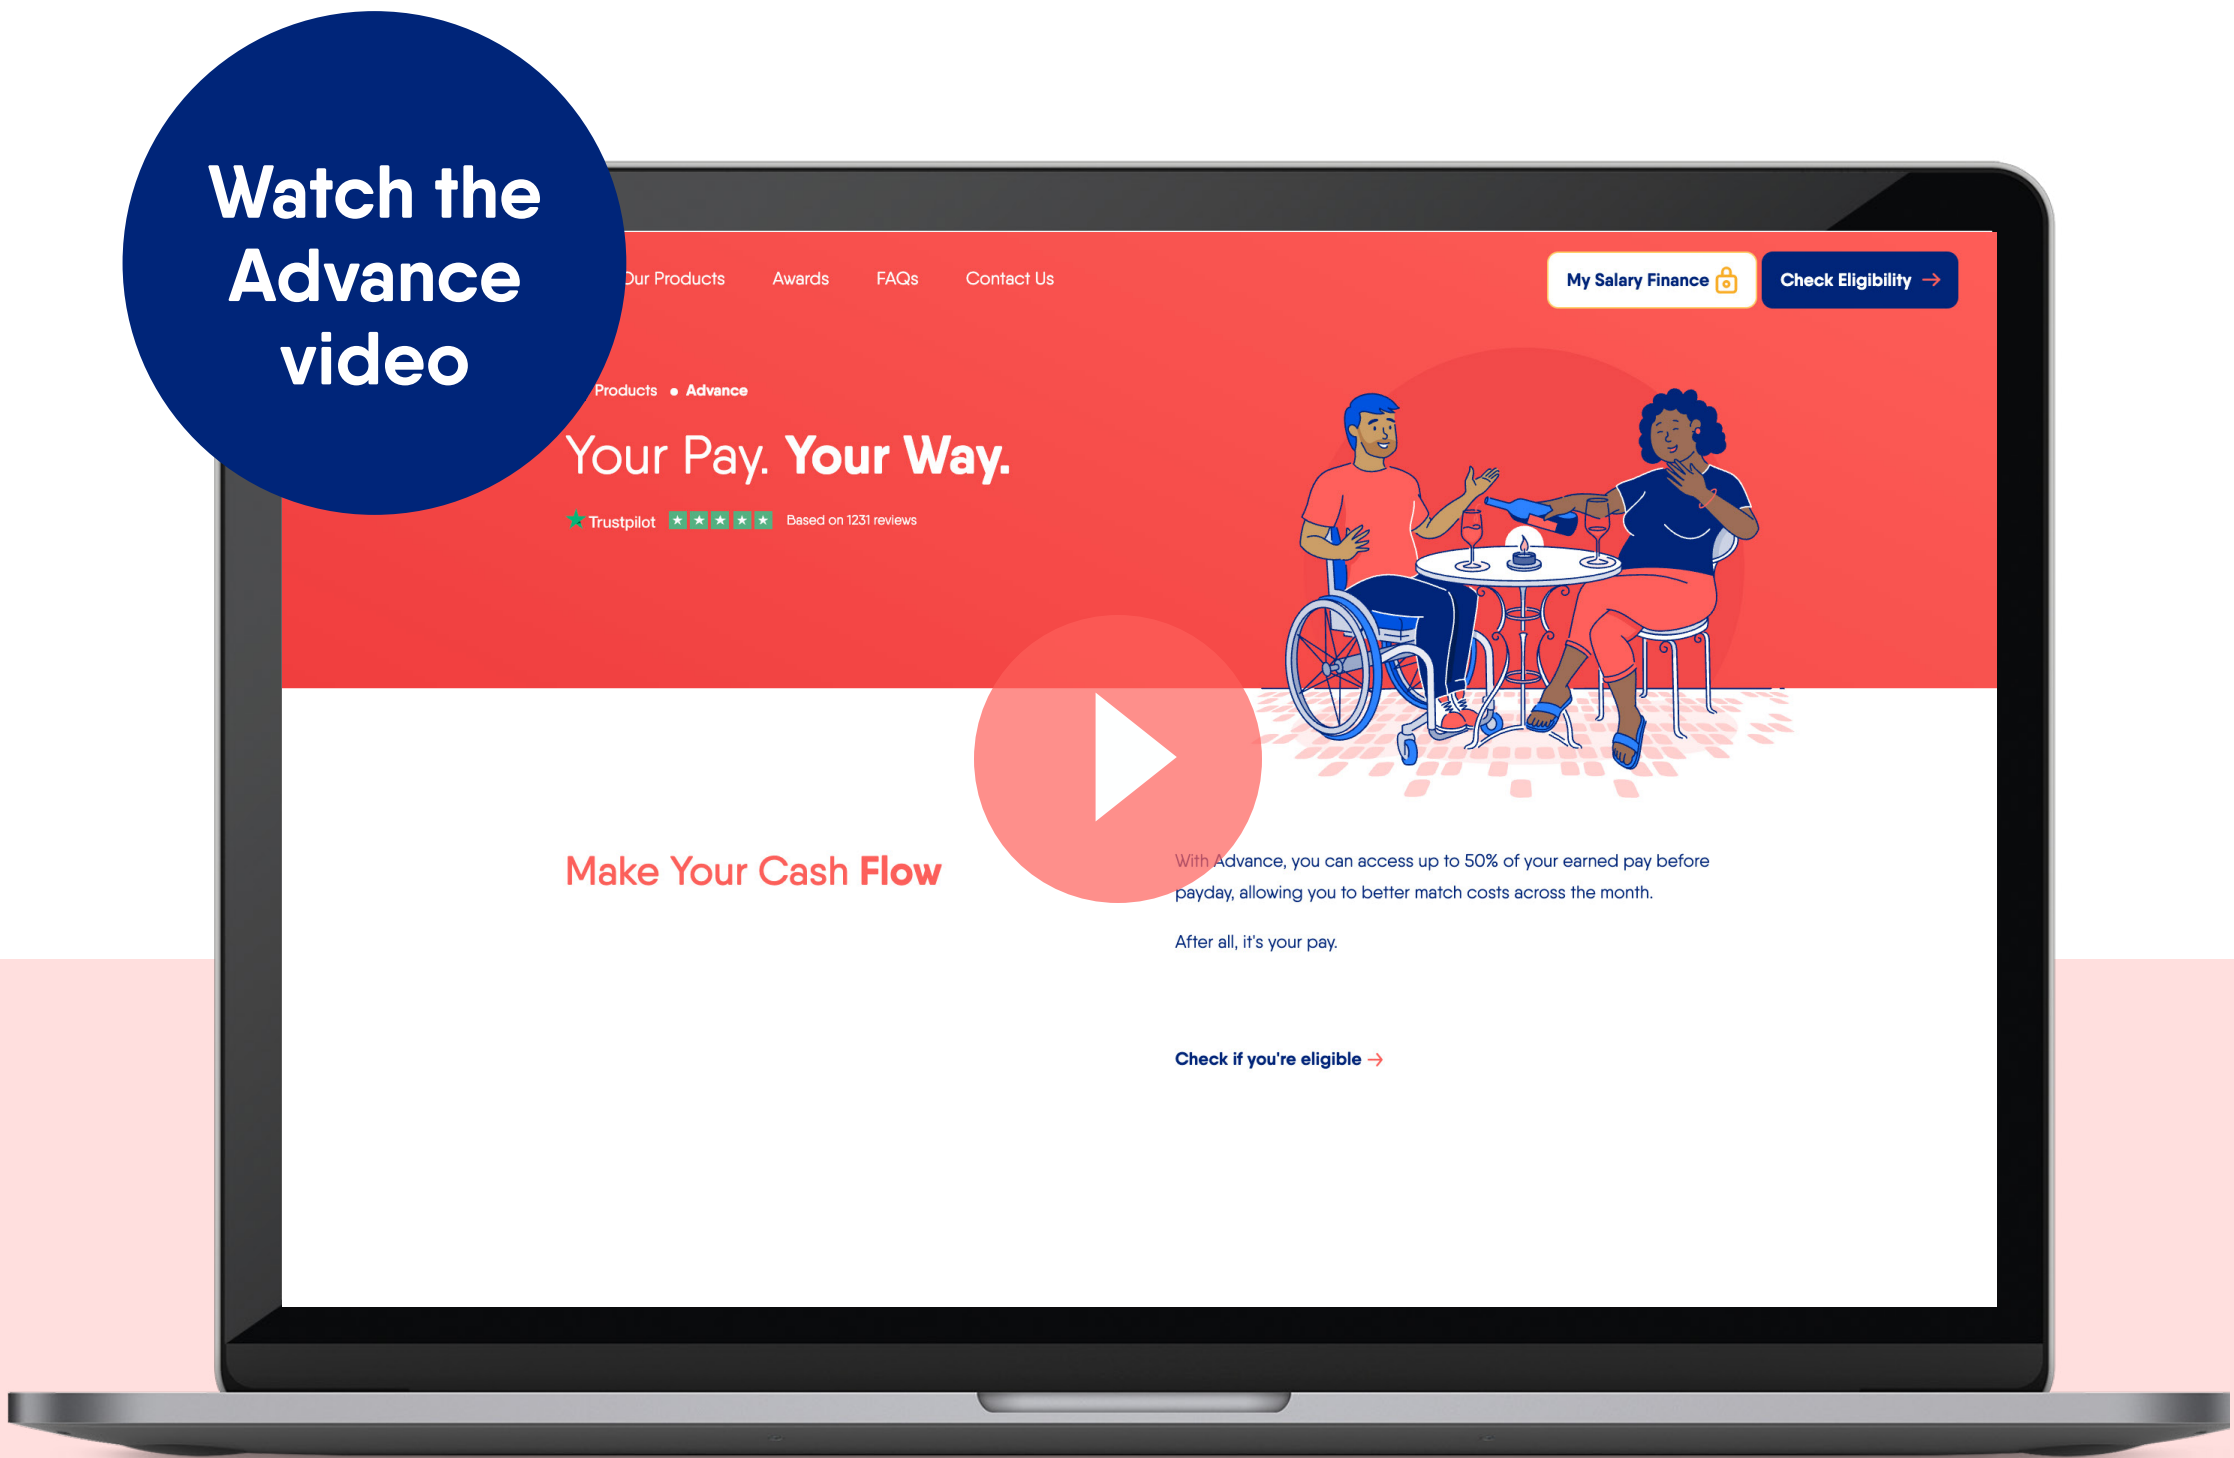 Watch the
Advance
video
Our Products Awards FAQs Contact Us
My Salary Finance
Check Eligibility →
Products • Advance
Your Pay. Your Way.
Trustpilot Based on 1231 reviews
Make Your Cash Flow
With Advance, you can access up to 50% of your earned pay before
payday, allowing you to better match costs across the month.
After all, it's your pay.
Check if you're eligible →